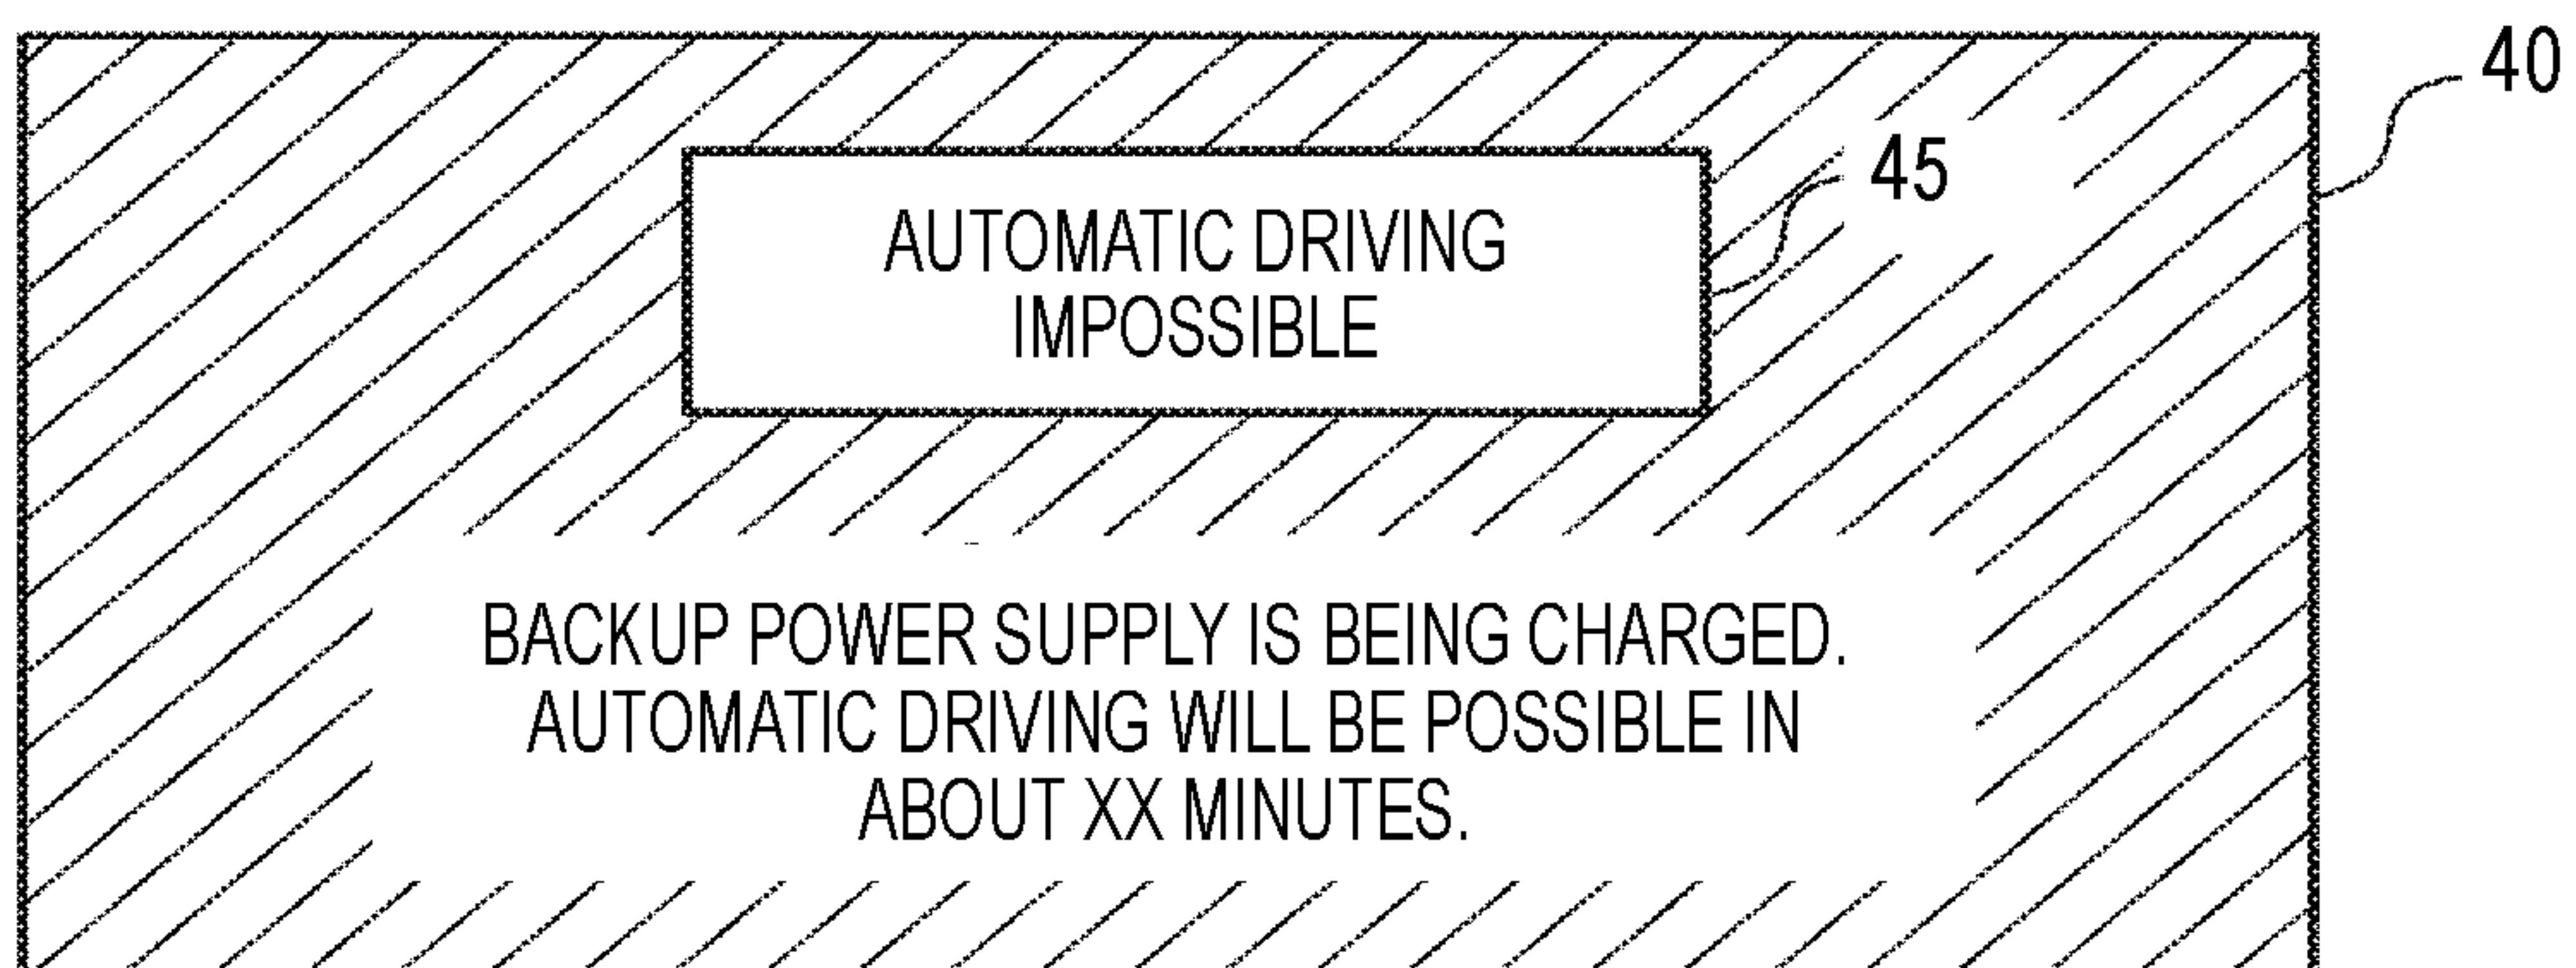 40
45
AUTOMATIC DRIVING
IMPOSSIBLE
BACKUP POWER SUPPLY IS BEING CHARGED.
AUTOMATIC DRIVING WILL BE POSSIBLE IN
ABOUT XX MINUTES.